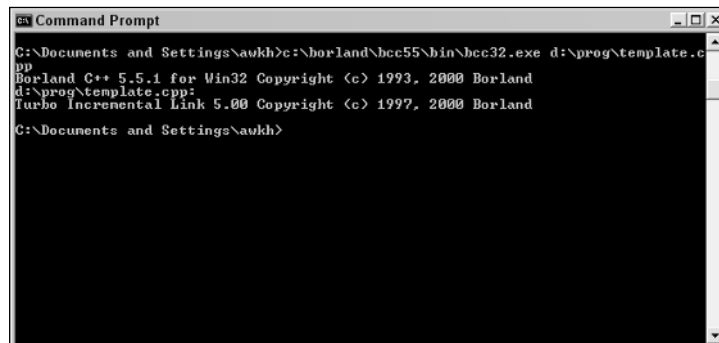 Command Prompt
C:\Documents and Settings\awkh>c:\borland\bcc55\bin\bcc32.exe d:\prog\template.c
pp
Borland C++ 5.5.1 for Win32 Copyright (c) 1993, 2000 Borland
d:\prog\template.cpp:
Turbo Incremental Link 5.00 Copyright (c) 1997, 2000 Borland
C:\Documents and Settings\awkh>